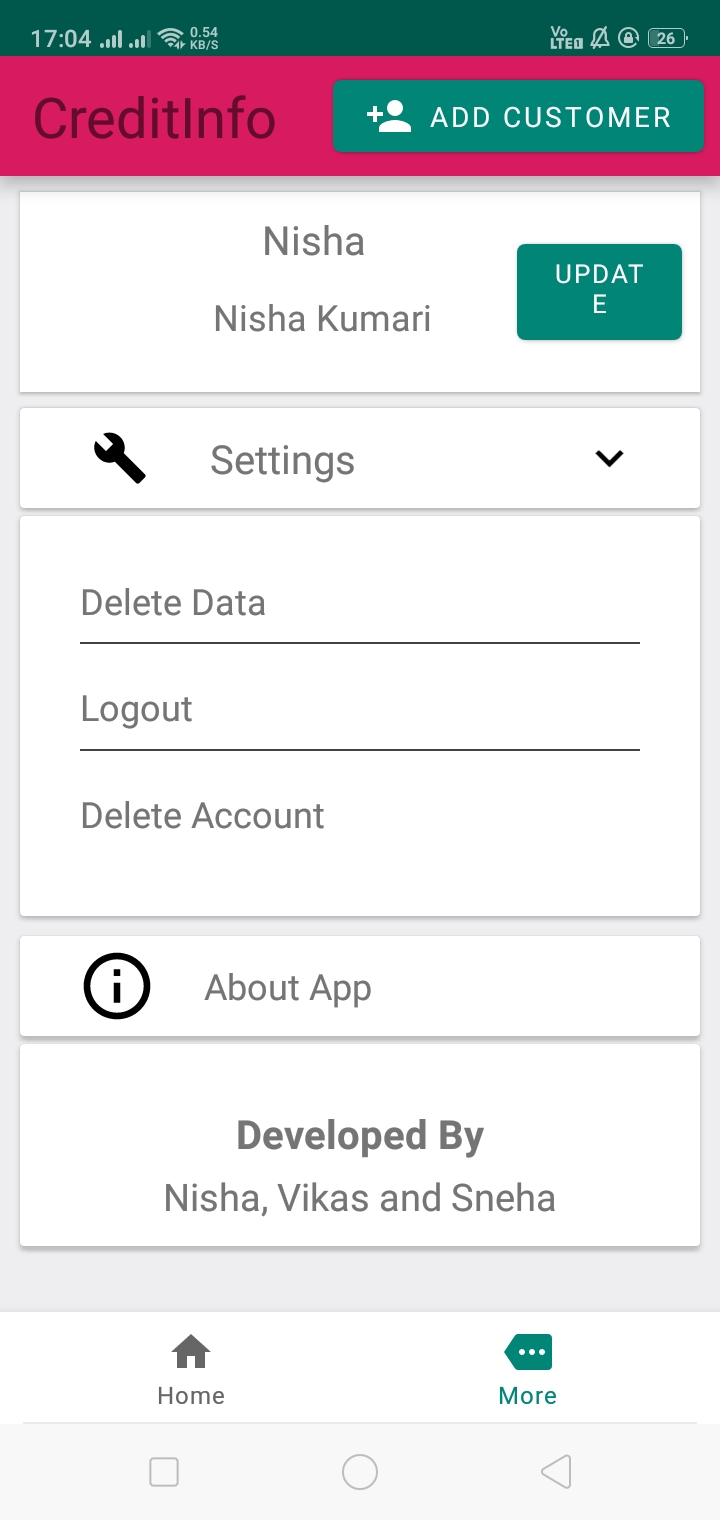 17:04 0.54 KB/S Vo LTE 1 26
CreditInfo
ADD CUSTOMER
Nisha
Nisha Kumari
UPDAT
E
Settings
Delete Data
Logout
Delete Account
About App
Developed By
Nisha, Vikas and Sneha
Home
More